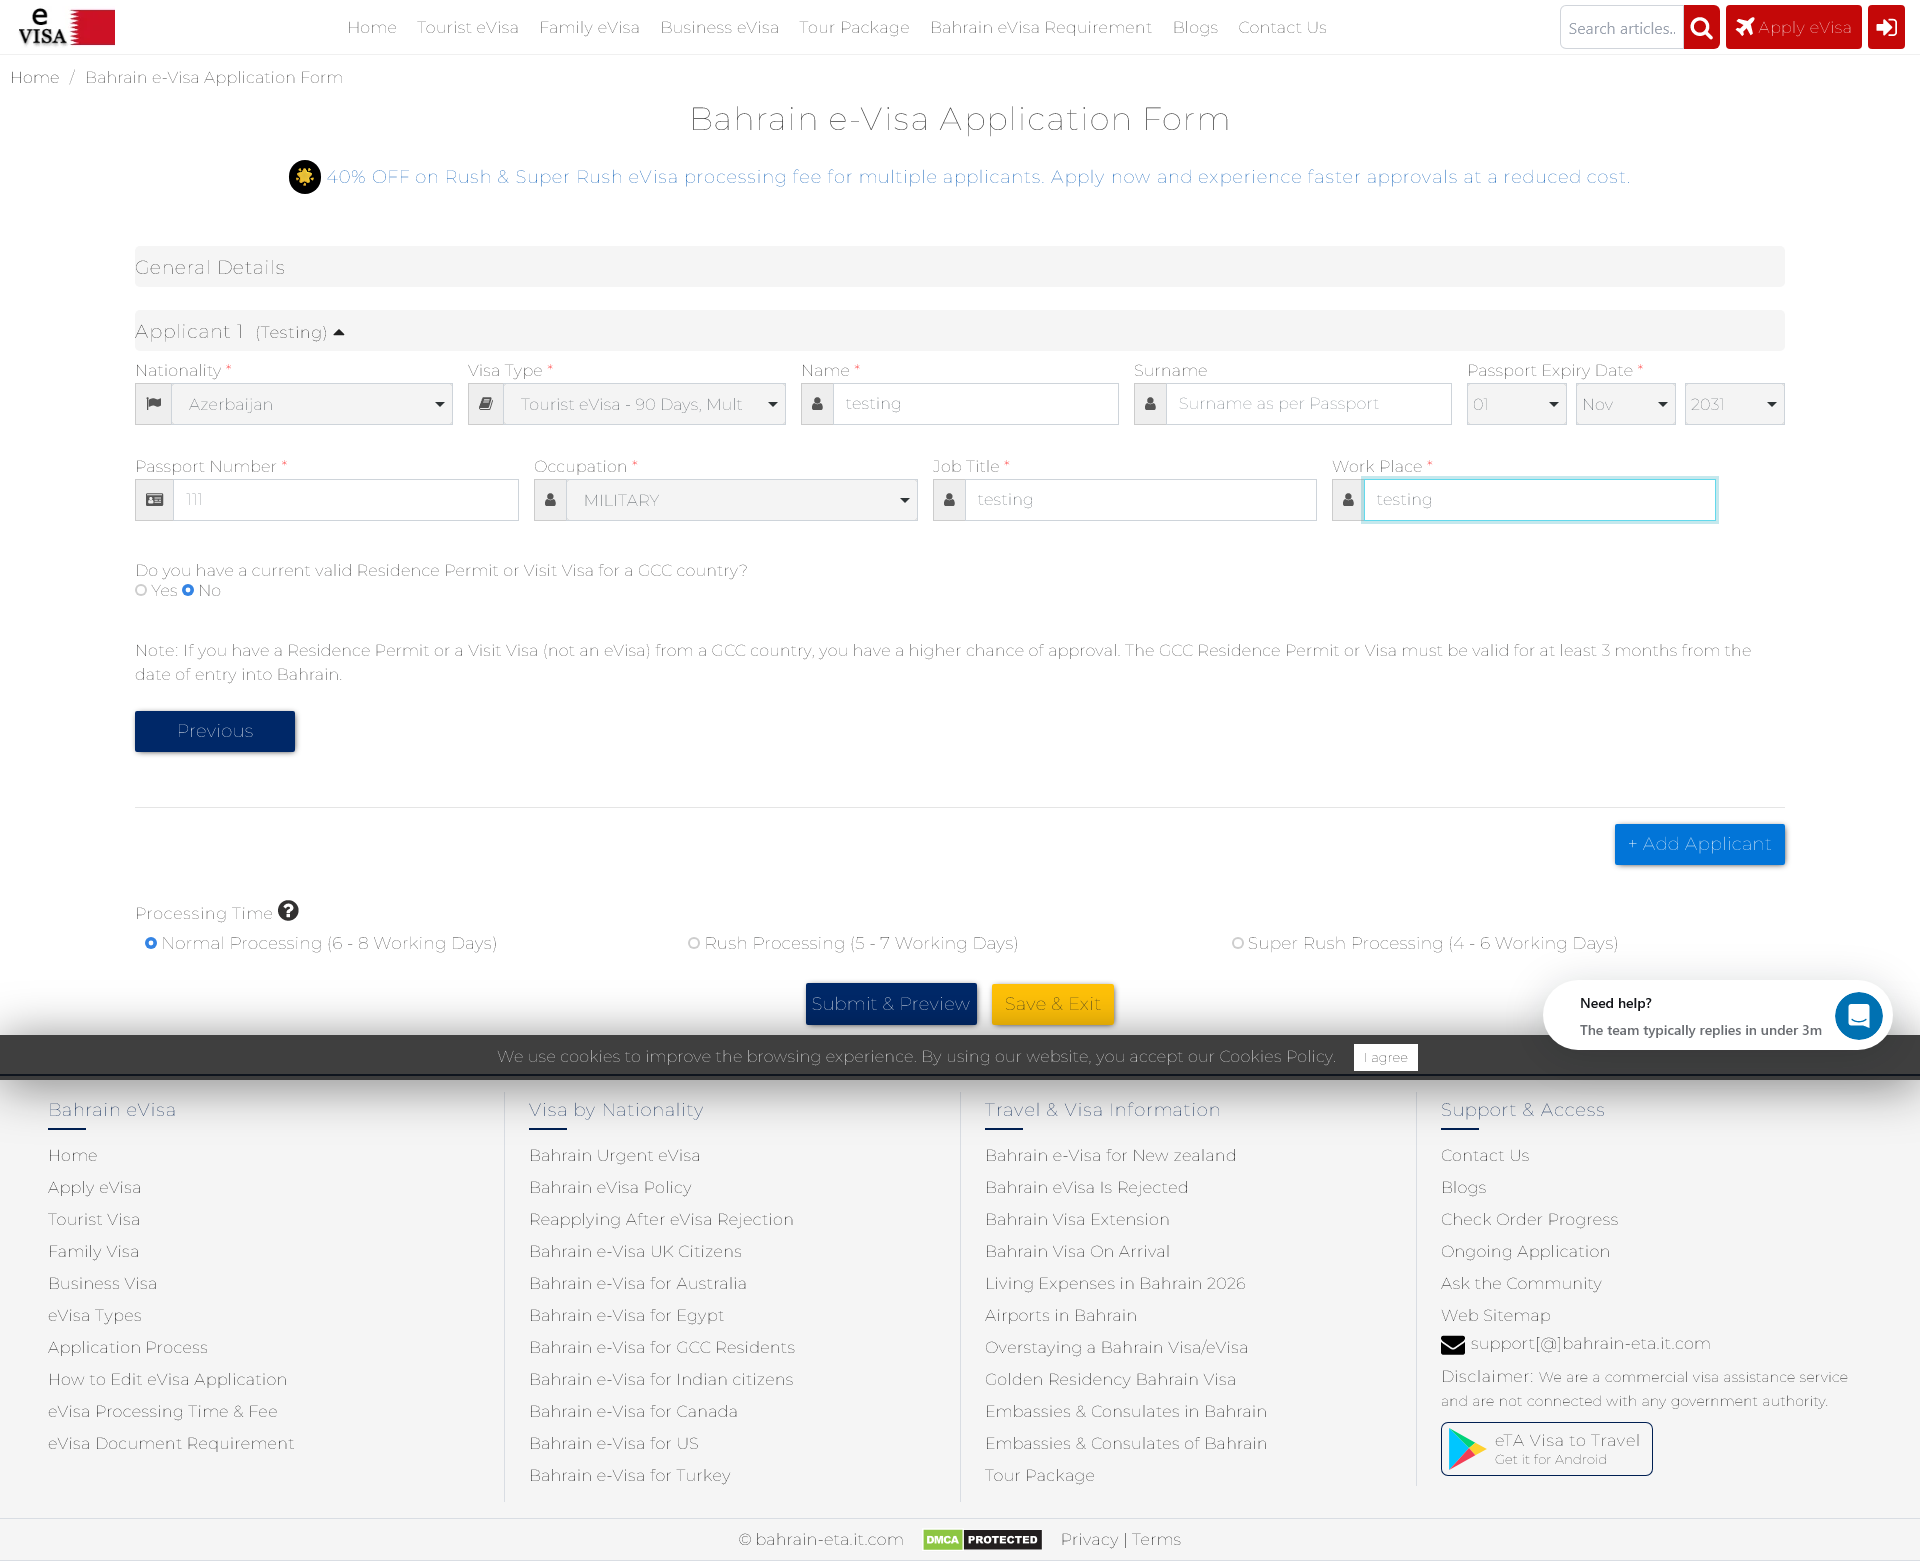 e
VISA
Home Tourist eVisa Family eVisa Business eVisa Tour Package Bahrain eVisa Requirement Blogs Contact Us
Search articles..
Apply eVisa
Home / Bahrain e-Visa Application Form
Bahrain e-Visa Application Form
40% OFF on Rush & Super Rush eVisa processing fee for multiple applicants. Apply now and experience faster approvals at a reduced cost.
General Details
Applicant 1 (Testing)
Nationality * Visa Type * Name * Surname Passport Expiry Date *
Azerbaijan Tourist eVisa - 90 Days, Mult testing Surname as per Passport 01 Nov 2031
Passport Number * Occupation * Job Title * Work Place *
111 MILITARY testing testing
Do you have a current valid Residence Permit or Visit Visa for a GCC country?
Yes No
Note: If you have a Residence Permit or a Visit Visa (not an eVisa) from a GCC country, you have a higher chance of approval. The GCC Residence Permit or Visa must be valid for at least 3 months from the
date of entry into Bahrain.
Previous
+ Add Applicant
Processing Time ?
Normal Processing (6 - 8 Working Days) Rush Processing (5 - 7 Working Days) Super Rush Processing (4 - 6 Working Days)
Submit & Preview Save & Exit
Need help?
The team typically replies in under 3m
We use cookies to improve the browsing experience. By using our website, you accept our Cookies Policy. I agree
Bahrain eVisa
Home
Apply eVisa
Tourist Visa
Family Visa
Business Visa
eVisa Types
Application Process
How to Edit eVisa Application
eVisa Processing Time & Fee
eVisa Document Requirement
Visa by Nationality
Bahrain Urgent eVisa
Bahrain eVisa Policy
Reapplying After eVisa Rejection
Bahrain e-Visa UK Citizens
Bahrain e-Visa for Australia
Bahrain e-Visa for Egypt
Bahrain e-Visa for GCC Residents
Bahrain e-Visa for Indian citizens
Bahrain e-Visa for Canada
Bahrain e-Visa for US
Bahrain e-Visa for Turkey
Travel & Visa Information
Bahrain e-Visa for New zealand
Bahrain eVisa Is Rejected
Bahrain Visa Extension
Bahrain Visa On Arrival
Living Expenses in Bahrain 2026
Airports in Bahrain
Overstaying a Bahrain Visa/eVisa
Golden Residency Bahrain Visa
Embassies & Consulates in Bahrain
Embassies & Consulates of Bahrain
Tour Package
Support & Access
Contact Us
Blogs
Check Order Progress
Ongoing Application
Ask the Community
Web Sitemap
support[@]bahrain-eta.it.com
Disclaimer: We are a commercial visa assistance service
and are not connected with any government authority.
eTA Visa to Travel
Get it for Android
© bahrain-eta.it.com DMCA PROTECTED Privacy | Terms